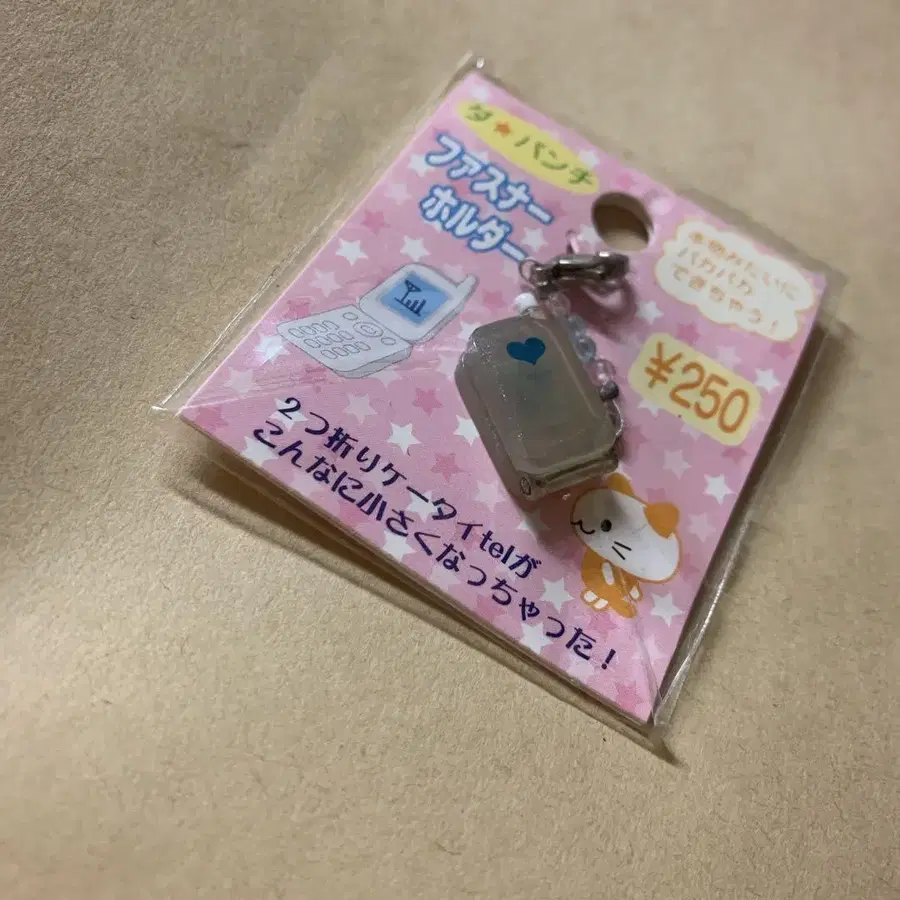 タ★パンチ
ファスナー
ホルダー
本物みたいに
パカパカ
できちゃう!
¥250
2つ折りケータイtelが
こんなに小さくなっちゃった!